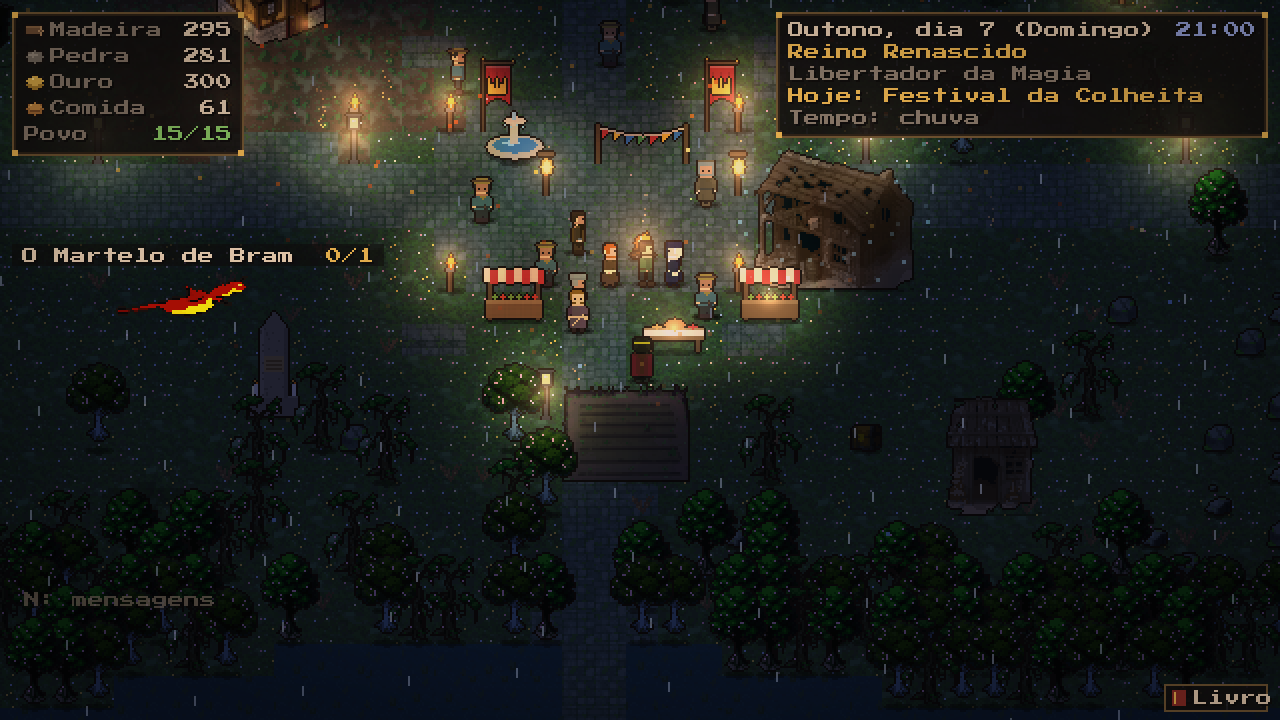 Madeira 295
Pedra 281
Ouro 300
Comida 61
Povo 15/15
Outono, dia 7 (Domingo) 21:00
Reino Renascido
Libertador da Magia
Hoje: Festival da Colheita
Tempo: chuva
O Martelo de Bram 0/1
N: mensagens
Livro